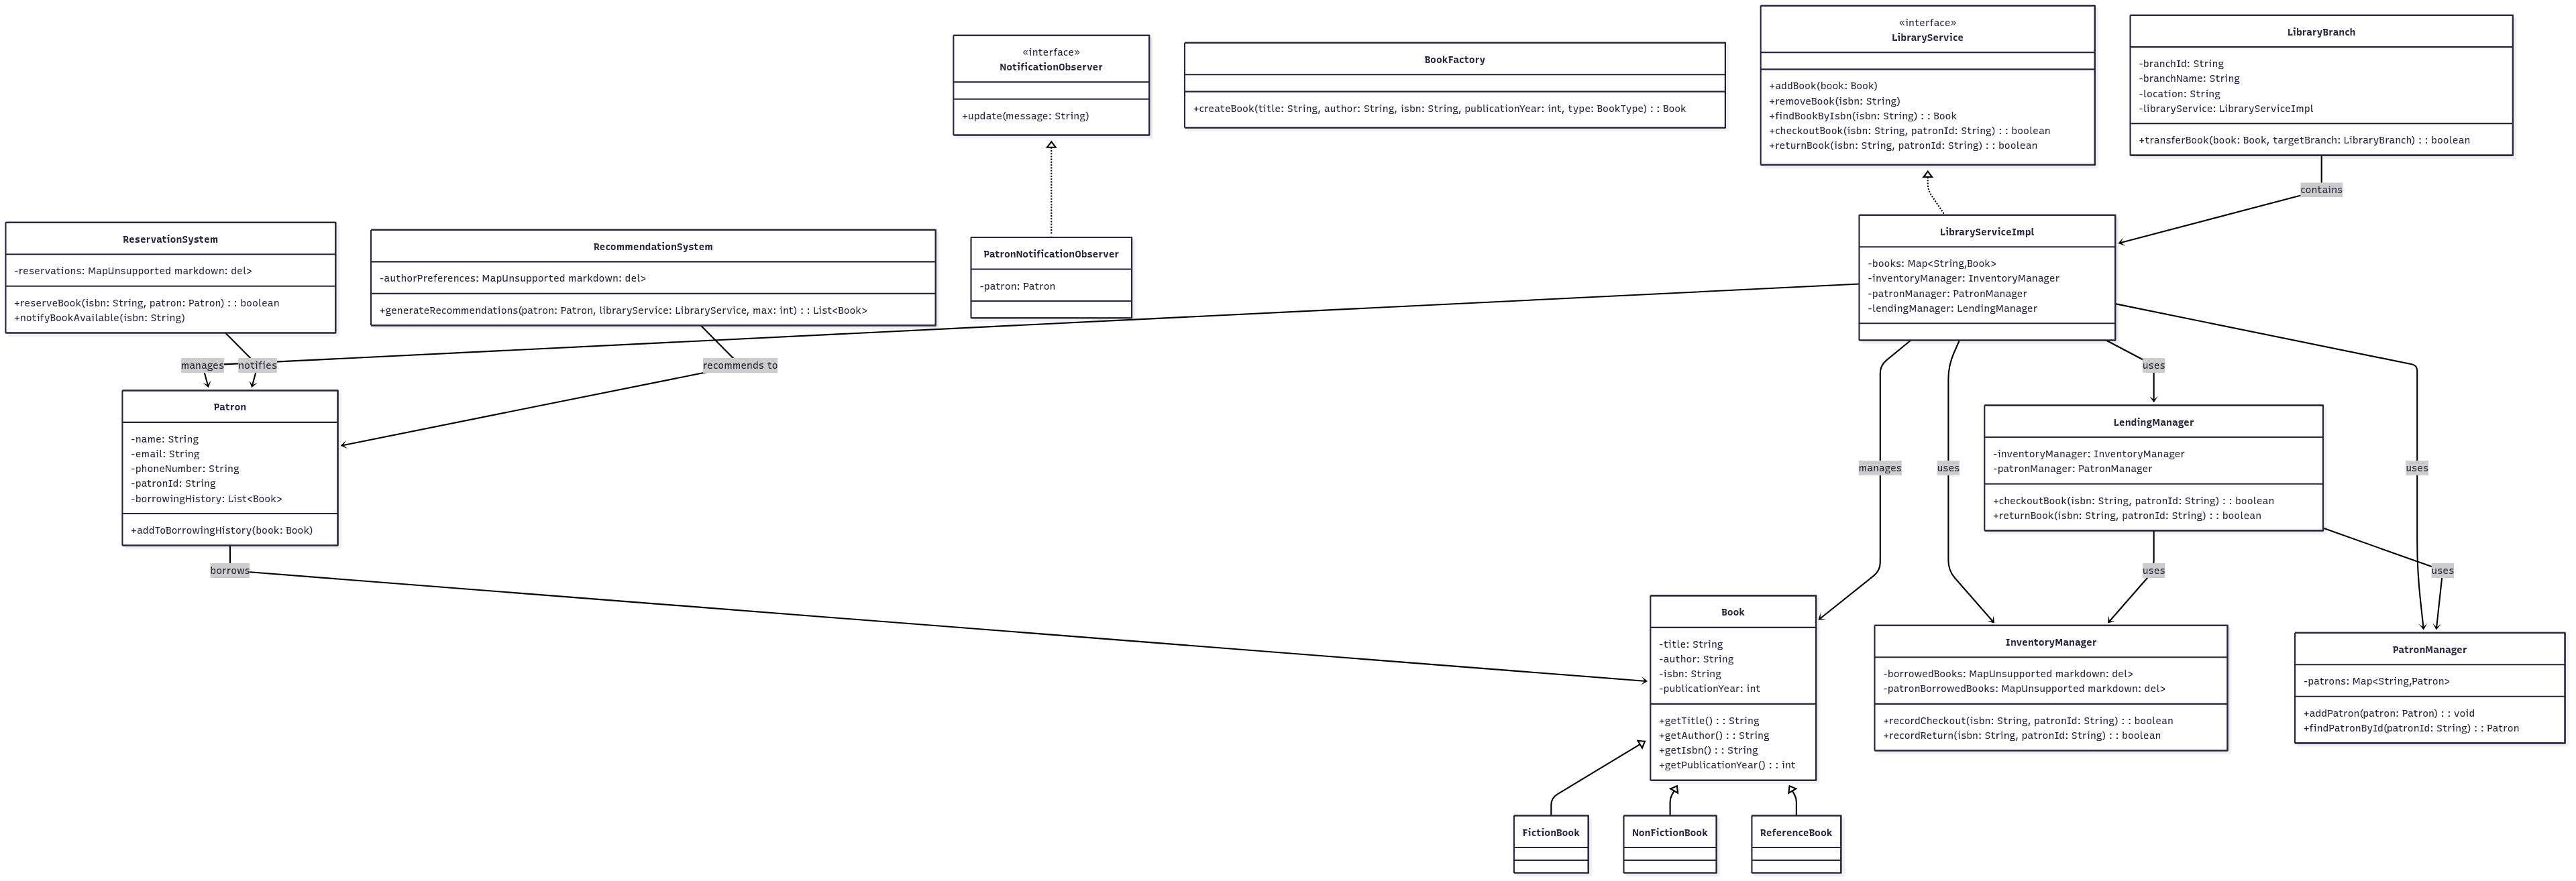 «interface»
NotificationObserver
+update(message: String)
BookFactory
+createBook(title: String, author: String, isbn: String, publicationYear: int, type: BookType) : : Book
«interface»
LibraryService
+addBook(book: Book)
+removeBook(isbn: String)
+findBookByIsbn(isbn: String) : : Book
+checkoutBook(isbn: String, patronId: String) : : boolean
+returnBook(isbn: String, patronId: String) : : boolean
LibraryBranch
-branchId: String
-branchName: String
-location: String
-libraryService: LibraryServiceImpl
+transferBook(book: Book, targetBranch: LibraryBranch) : : boolean
contains
ReservationSystem
-reservations: MapUnsupported markdown: del>
+reserveBook(isbn: String, patron: Patron) : : boolean
+notifyBookAvailable(isbn: String)
RecommendationSystem
-authorPreferences: MapUnsupported markdown: del>
+generateRecommendations(patron: Patron, libraryService: LibraryService, max: int) : : List<Book>
PatronNotificationObserver
-patron: Patron
LibraryServiceImpl
-books: Map<String,Book>
-inventoryManager: InventoryManager
-patronManager: PatronManager
-lendingManager: LendingManager
manages
notifies
recommends to
uses
Patron
-name: String
-email: String
-phoneNumber: String
-patronId: String
-borrowingHistory: List<Book>
+addToBorrowingHistory(book: Book)
LendingManager
-inventoryManager: InventoryManager
-patronManager: PatronManager
+checkoutBook(isbn: String, patronId: String) : : boolean
+returnBook(isbn: String, patronId: String) : : boolean
manages
uses
uses
borrows
uses
uses
Book
-title: String
-author: String
-isbn: String
-publicationYear: int
+getTitle() : : String
+getAuthor() : : String
+getIsbn() : : String
+getPublicationYear() : : int
InventoryManager
-borrowedBooks: MapUnsupported markdown: del>
-patronBorrowedBooks: MapUnsupported markdown: del>
+recordCheckout(isbn: String, patronId: String) : : boolean
+recordReturn(isbn: String, patronId: String) : : boolean
PatronManager
-patrons: Map<String,Patron>
+addPatron(patron: Patron) : : void
+findPatronById(patronId: String) : : Patron
FictionBook
NonFictionBook
ReferenceBook